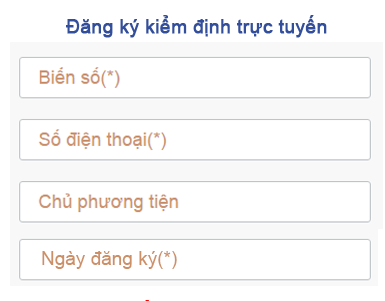 Đăng ký kiểm định trực tuyến
Biển số(*)
Số điện thoại(*)
Chủ phương tiện
Ngày đăng ký(*)